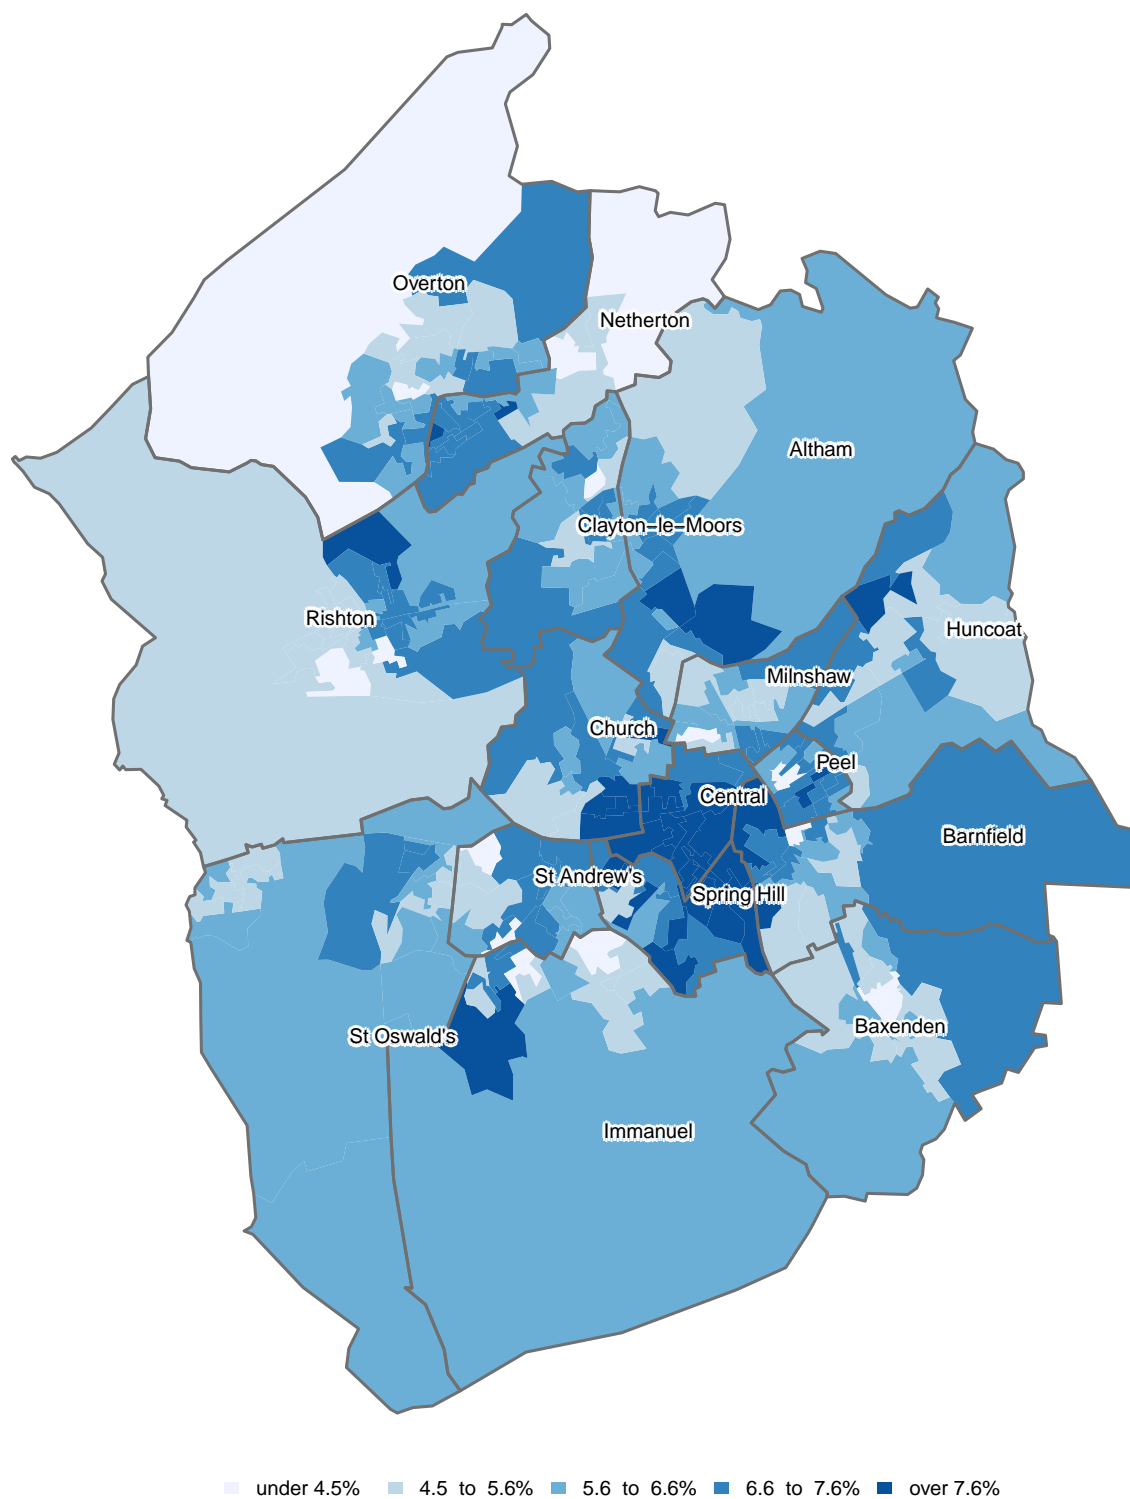 Overton
Netherton
Altham
Clayton–le–Moors
Rishton
Huncoat
Milnshaw
Church
Peel
Central
Barnfield
St Andrew's
Spring Hill
Baxenden
St Oswald's
Immanuel
under 4.5% 4.5 to 5.6% 5.6 to 6.6% 6.6 to 7.6% over 7.6%